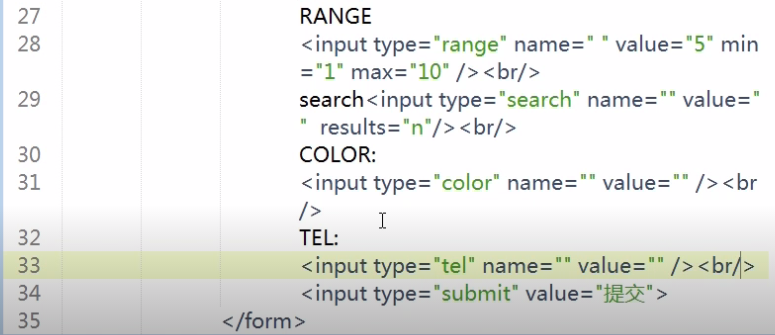 27 RANGE
28 <input type="range" name=" " value="5" min
="1" max="10" /><br/>
29 search<input type="search" name="" value="
" results="n"/><br/>
30 COLOR:
31 <input type="color" name="" value="" /><br
/>
32 TEL:
33 <input type="tel" name="" value="" /><br/>
34 <input type="submit" value="提交">
35 </form>